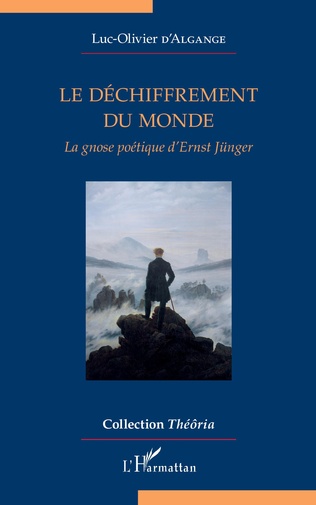 Luc-Olivier D'ALGANGE
LE DÉCHIFFREMENT
DU MONDE
La gnose poétique d'Ernst Jünger
Collection Théôria
L'Harmattan